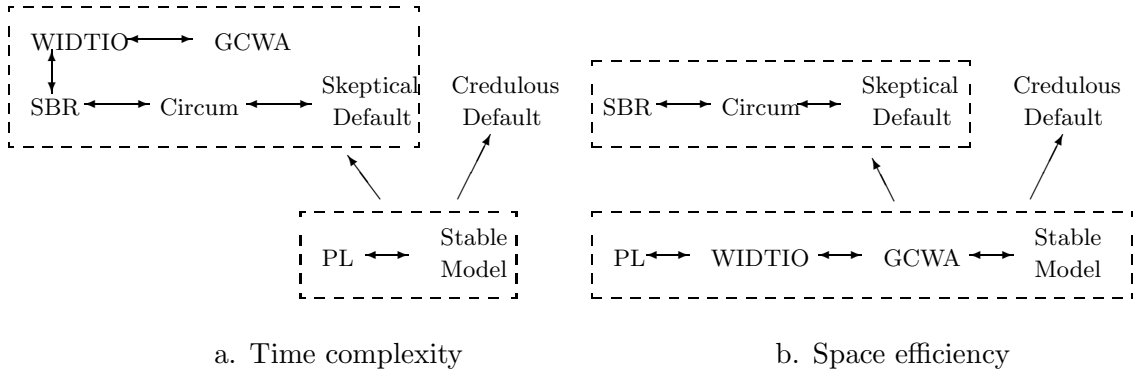 WIDTIO GCWA
SBR Circum Skeptical Default
Credulous Default
PL Stable Model
a. Time complexity
SBR Circum Skeptical Default
Credulous Default
PL WIDTIO GCWA Stable Model
b. Space efficiency